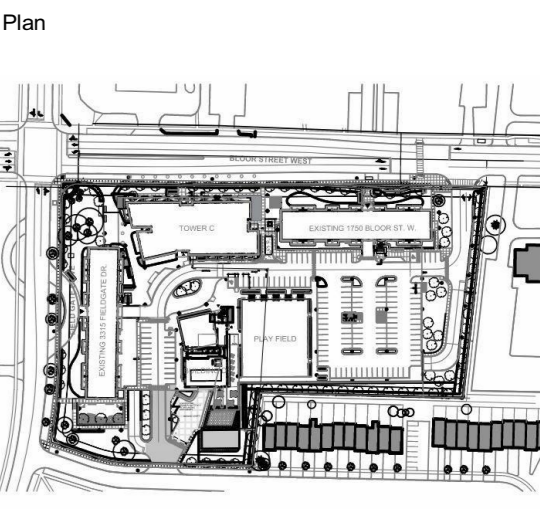 Plan
BLOOR STREET WEST
TOWER C
EXISTING 1750 BLOOR ST. W.
EXISTING 3315 FIELDGATE DR.
PLAY FIELD